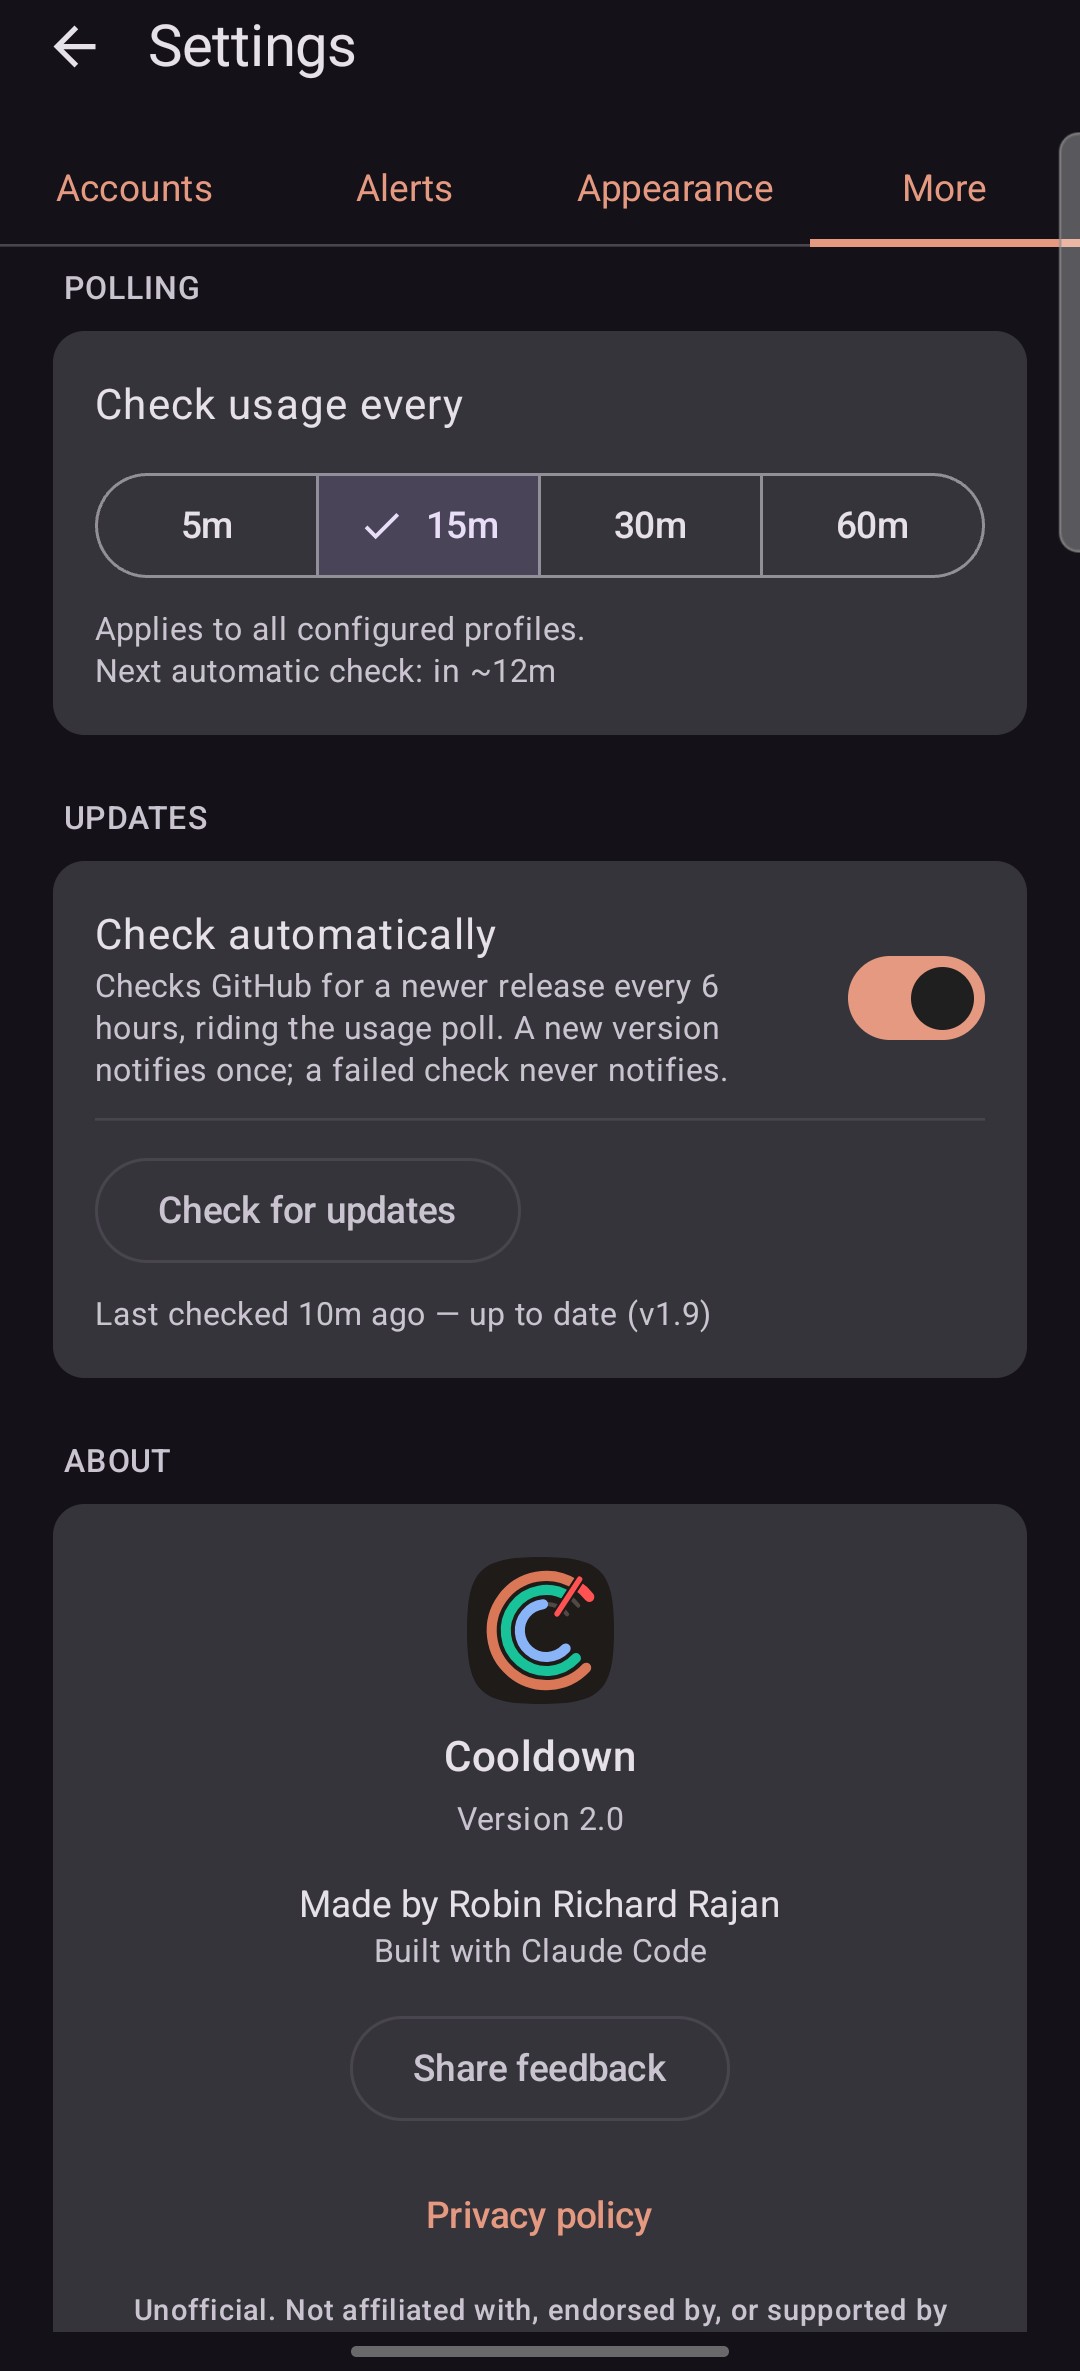 Settings
Accounts
Alerts
Appearance
More
POLLING
Check usage every
5m
15m
30m
60m
Applies to all configured profiles.
Next automatic check: in ~12m
UPDATES
Check automatically
Checks GitHub for a newer release every 6
hours, riding the usage poll. A new version
notifies once; a failed check never notifies.
Check for updates
Last checked 10m ago — up to date (v1.9)
ABOUT
Cooldown
Version 2.0
Made by Robin Richard Rajan
Built with Claude Code
Share feedback
Privacy policy
Unofficial. Not affiliated with, endorsed by, or supported by